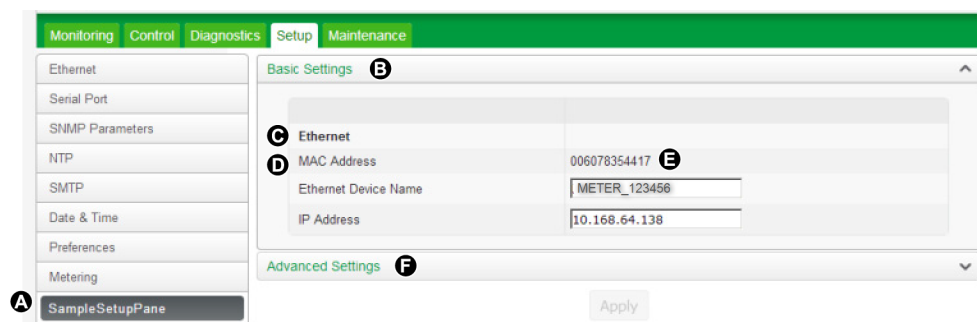 Monitoring Control Diagnostics Setup Maintenance
Ethernet
Serial Port
SNMP Parameters
NTP
SMTP
Date & Time
Preferences
Metering
A SampleSetupPane
Basic Settings B
C Ethernet
D MAC Address 006078354417 E
Ethernet Device Name METER_123456
IP Address 10.168.64.138
Advanced Settings F
Apply